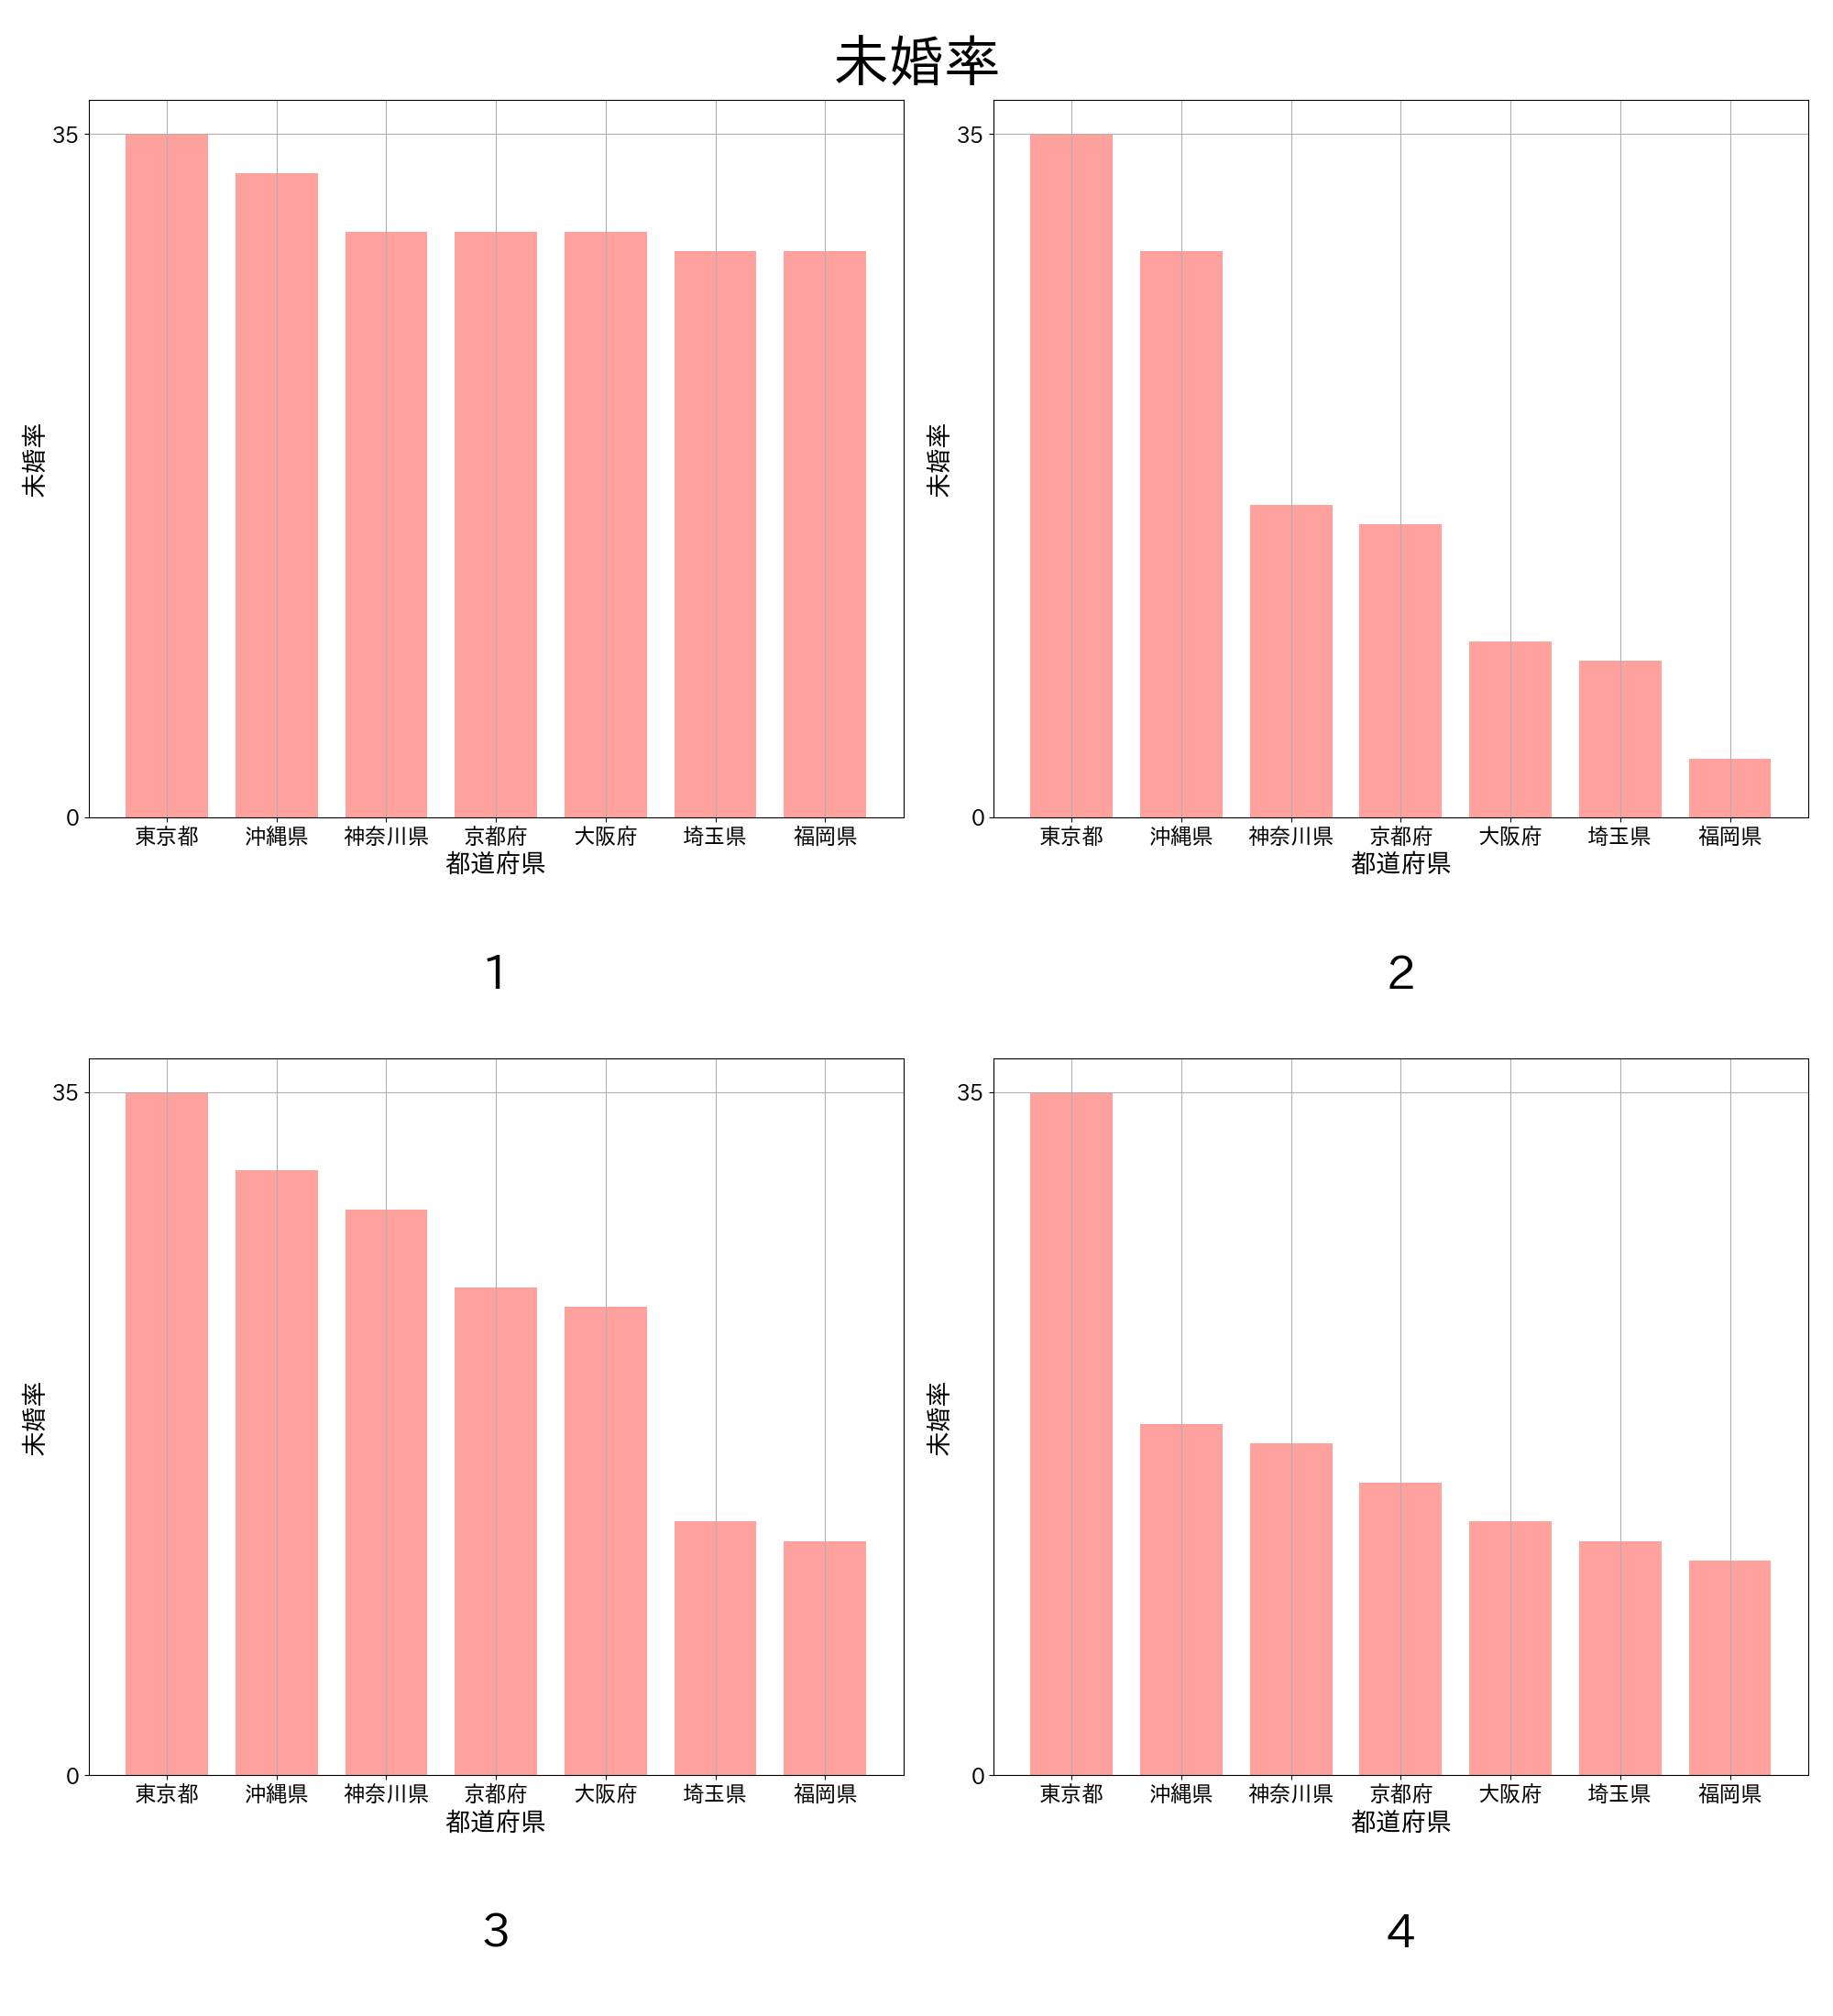 未婚率
35
0
未婚率
東京都 沖縄県 神奈川県 京都府 大阪府 埼玉県 福岡県
都道府県
1
35
0
未婚率
東京都 沖縄県 神奈川県 京都府 大阪府 埼玉県 福岡県
都道府県
2
35
0
未婚率
東京都 沖縄県 神奈川県 京都府 大阪府 埼玉県 福岡県
都道府県
3
35
0
未婚率
東京都 沖縄県 神奈川県 京都府 大阪府 埼玉県 福岡県
都道府県
4